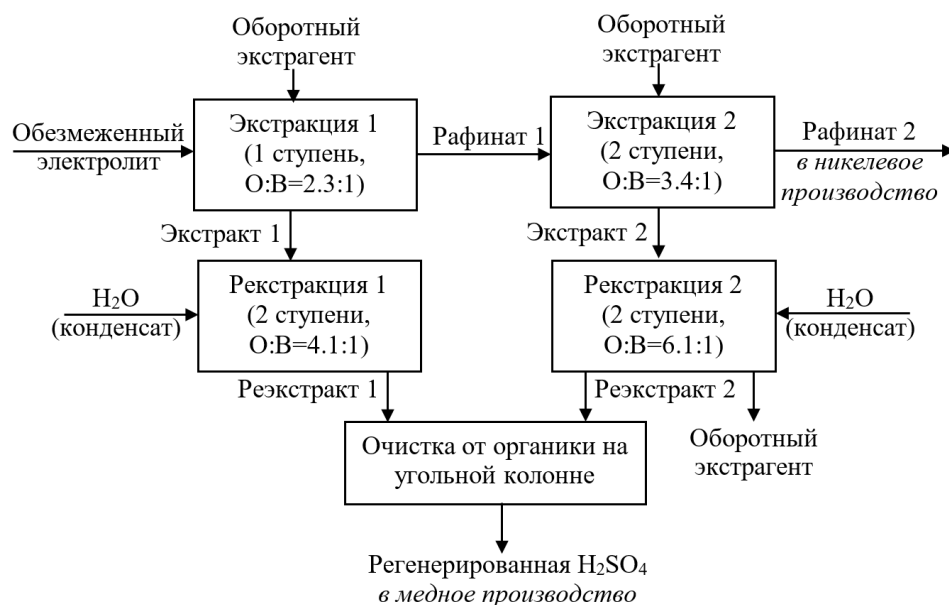 Оборотный
экстрагент
Оборотный
экстрагент
Обезмеженный
электролит
Экстракция 1
(1 ступень,
О:В=2.3:1)
Рафинат 1
Экстракция 2
(2 ступени,
О:В=3.4:1)
Рафинат 2
в никелевое
производство
Экстракт 1
Экстракт 2
H₂O
(конденсат)
Рекстракция 1
(2 ступени,
О:В=4.1:1)
Рекстракция 2
(2 ступени,
О:В=6.1:1)
H₂O
(конденсат)
Реэкстракт 1
Реэкстракт 2
Очистка от органики на
угольной колонне
Оборотный
экстрагент
Регенерированная H₂SO₄
в медное производство